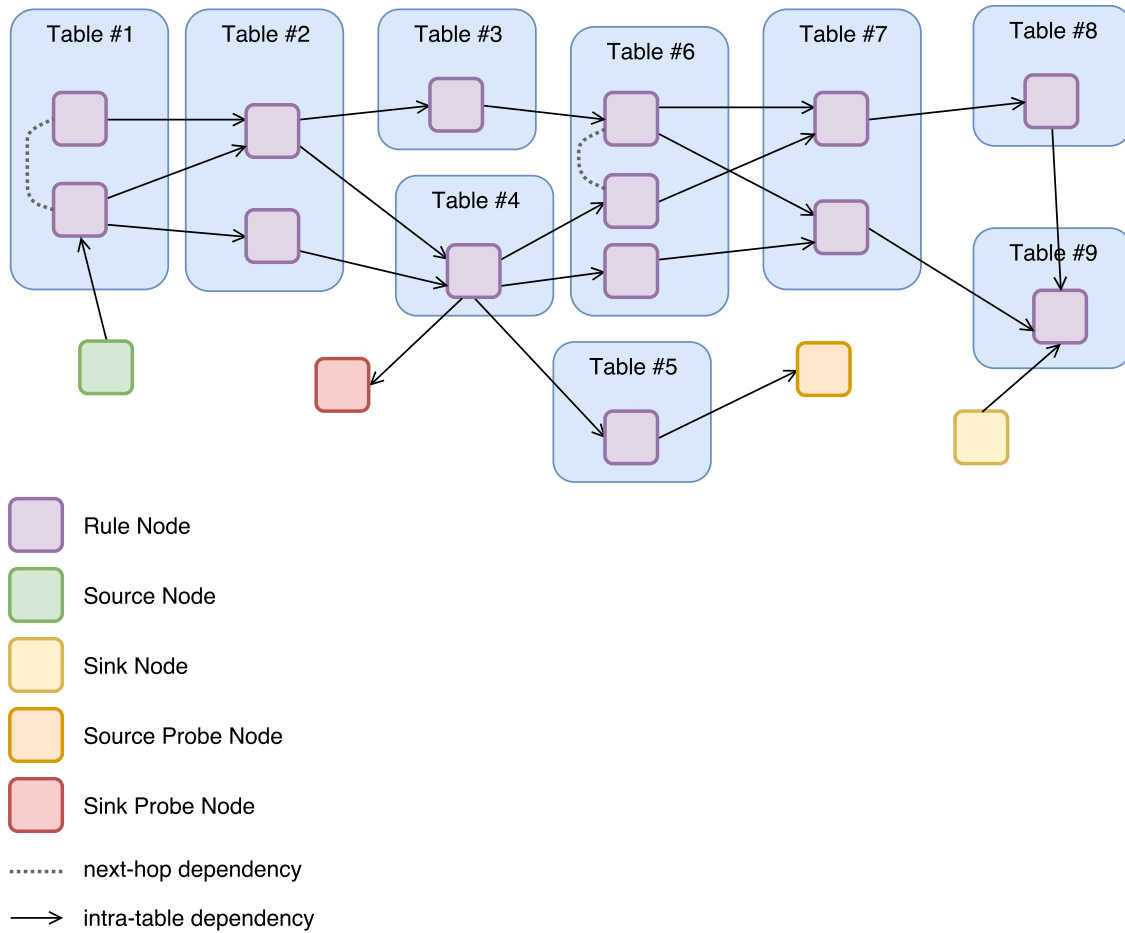 Table #1
Table #2
Table #3
Table #4
Table #5
Table #6
Table #7
Table #8
Table #9
Rule Node
Source Node
Sink Node
Source Probe Node
Sink Probe Node
next-hop dependency
intra-table dependency